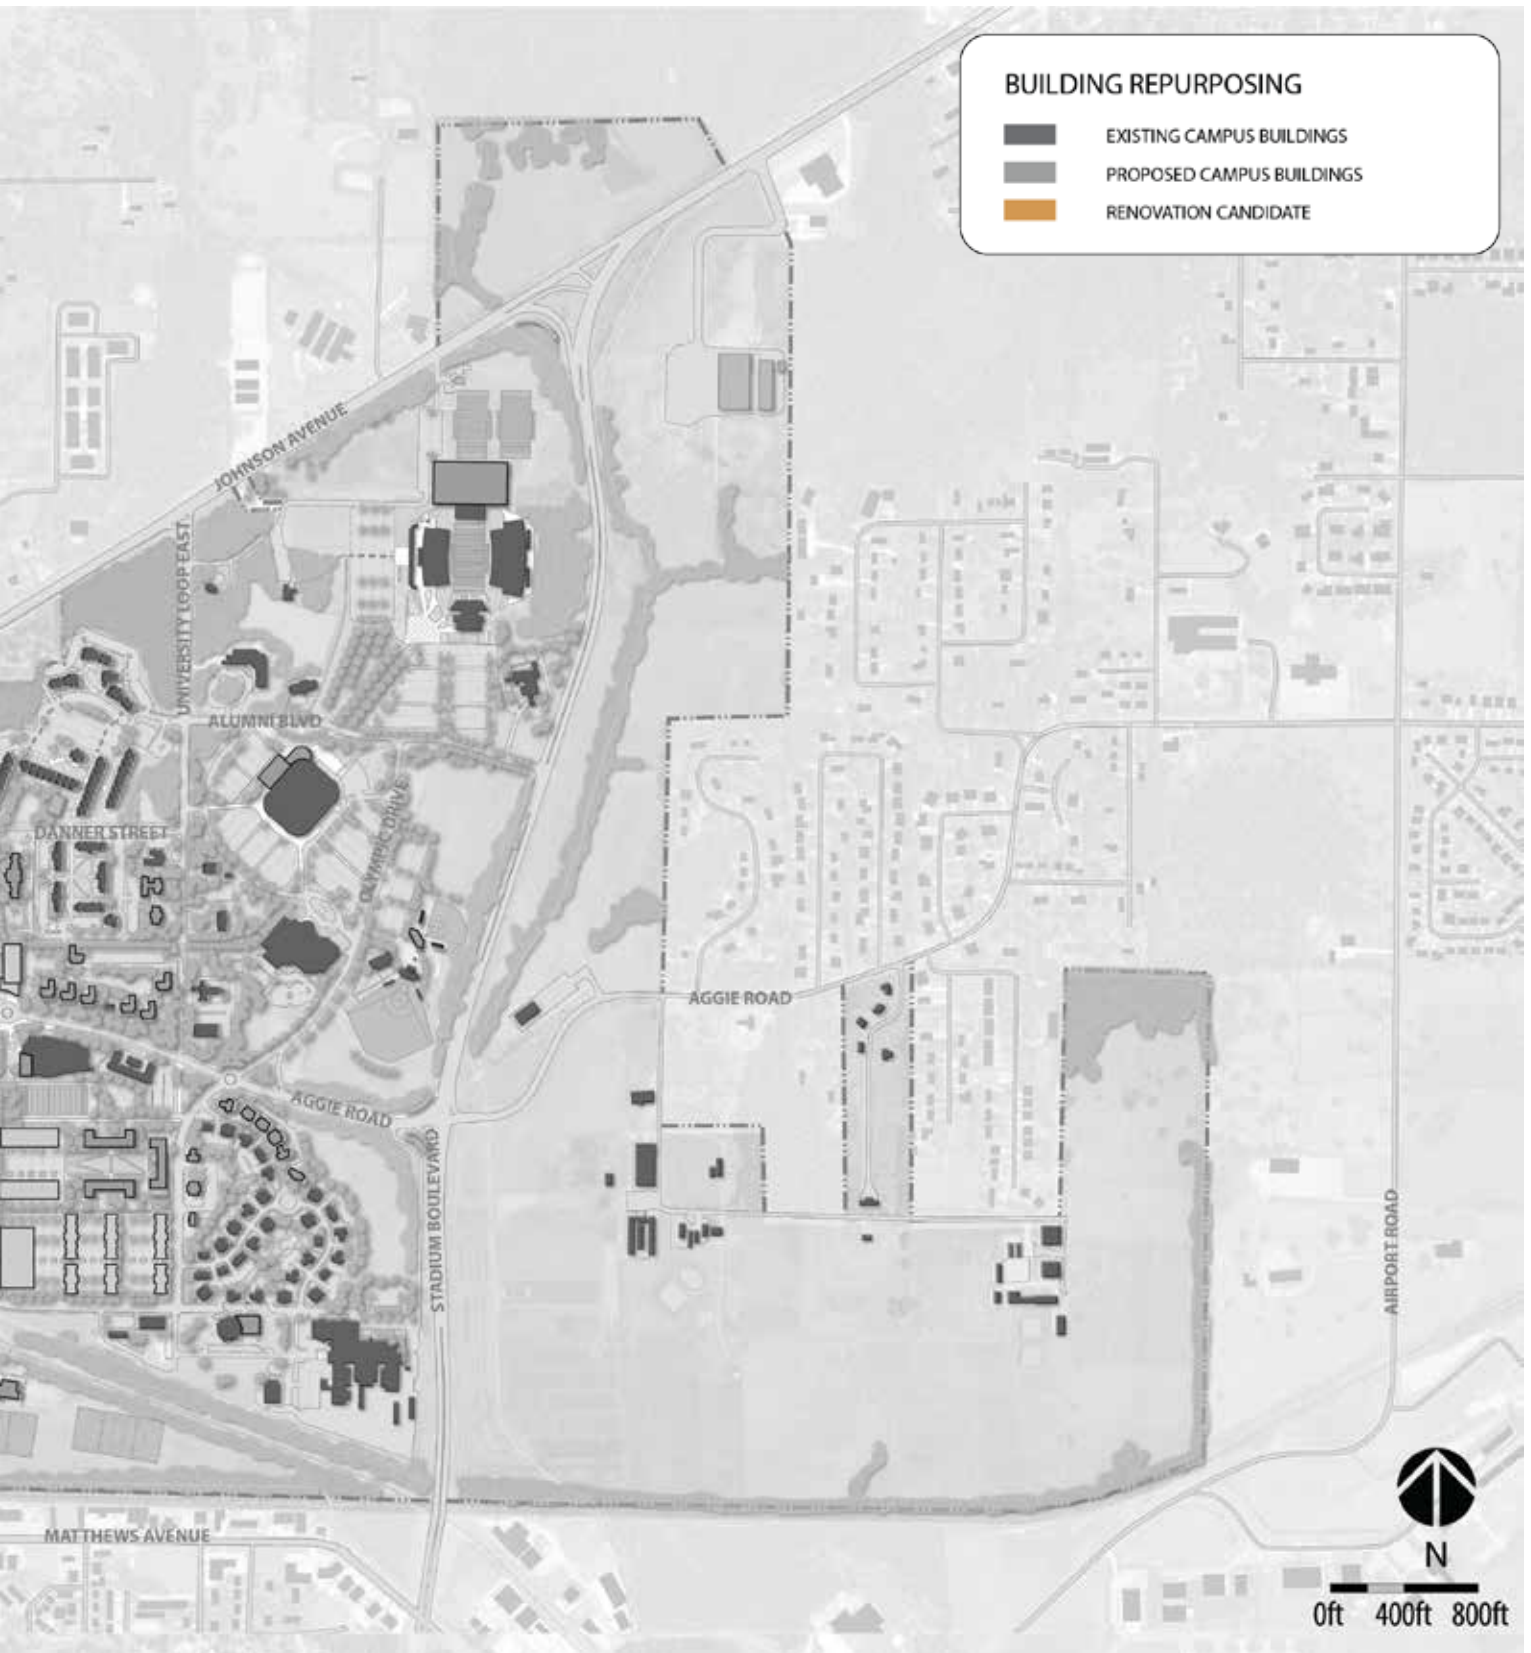 BUILDING REPURPOSING
EXISTING CAMPUS BUILDINGS
PROPOSED CAMPUS BUILDINGS
RENOVATION CANDIDATE
JOHNSON AVENUE
UNIVERSITY LOOP EAST
ALUMNI BLVD
OLYMPIC DRIVE
DANNER STREET
AGGIE ROAD
AGGIE ROAD
STADIUM BOULEVARD
AIRPORT ROAD
MATTHEWS AVENUE
N
0ft 400ft 800ft